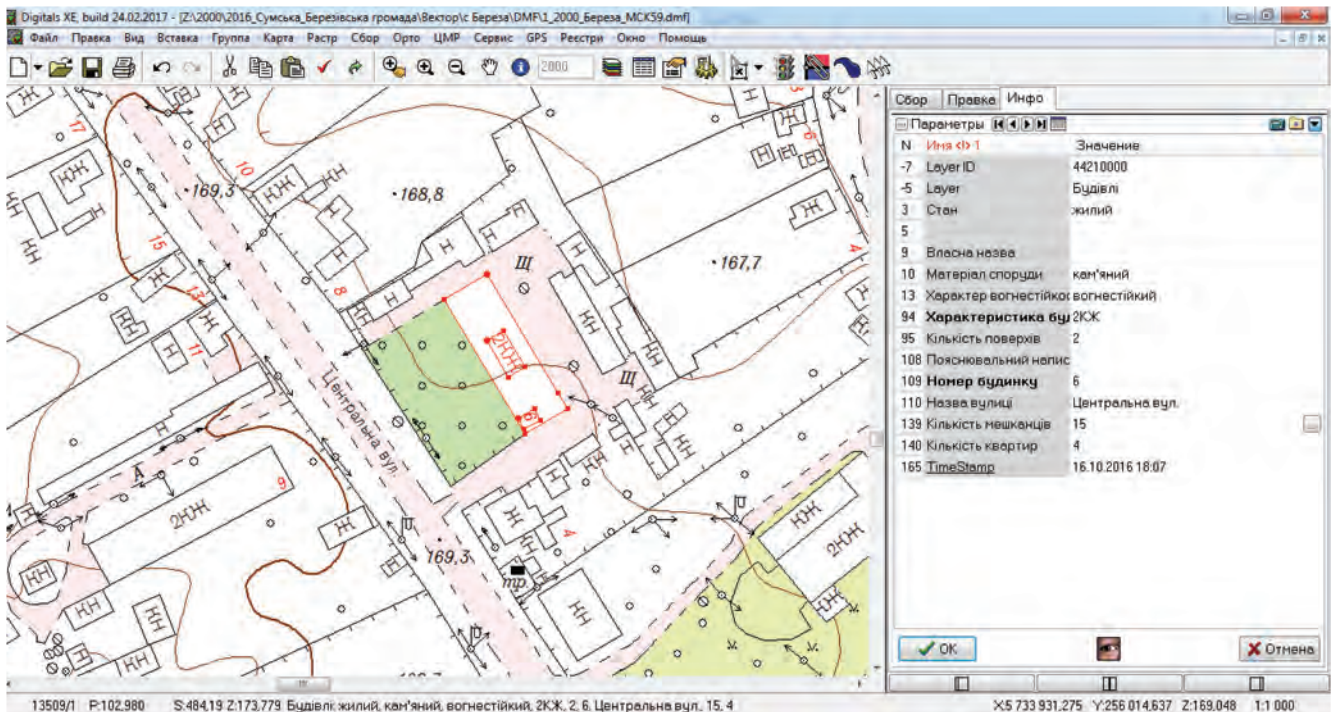 Digitals XE, build 24.02.2017 - [Z:\2000\2016_Сумська_Березівська громада\Вектор\с Береза\DMF\1_2000_Береза_МСК59.dmf]
Файл Правка Вид Вставка Группа Карта Растр Сбор Орто ЦМР Сервис GPS Реестри Окно Помощь
2000
Сбор Правка Инфо
Параметры
N Имя <I> 1 Значение
-7 Layer ID 44210000
-5 Layer Будівлі
3 Стан жилий
5
9 Власна назва
10 Матеріал споруди кам'яний
13 Характер вогнестійкос вогнестійкий
94 Характеристика бу 2КЖ
95 Кількість поверхів 2
108 Пояснювальний напис
109 Номер будинку 6
110 Назва вулиці Центральна вул.
139 Кількість мешканців 15
140 Кількість квартир 4
165 TimeStamp 16.10.2016 18:07
OK Отмена
17
10
169,3
168,8
167,7
15
13
11
8
6
4
Щ
Щ
2КЖ
6
Центральна вул.
А
9
2КЖ
169,3
4
тр.
КЖ
2КЖ
КН
Ж
Н
13509/1 P:102,980 S:484,19 Z:173,779 Будівлі: жилий, кам'яний, вогнестійкий, 2КЖ, 2, 6, Центральна вул., 15, 4 X:5 733 931,275 Y:256 014,637 Z:169,048 1:1 000